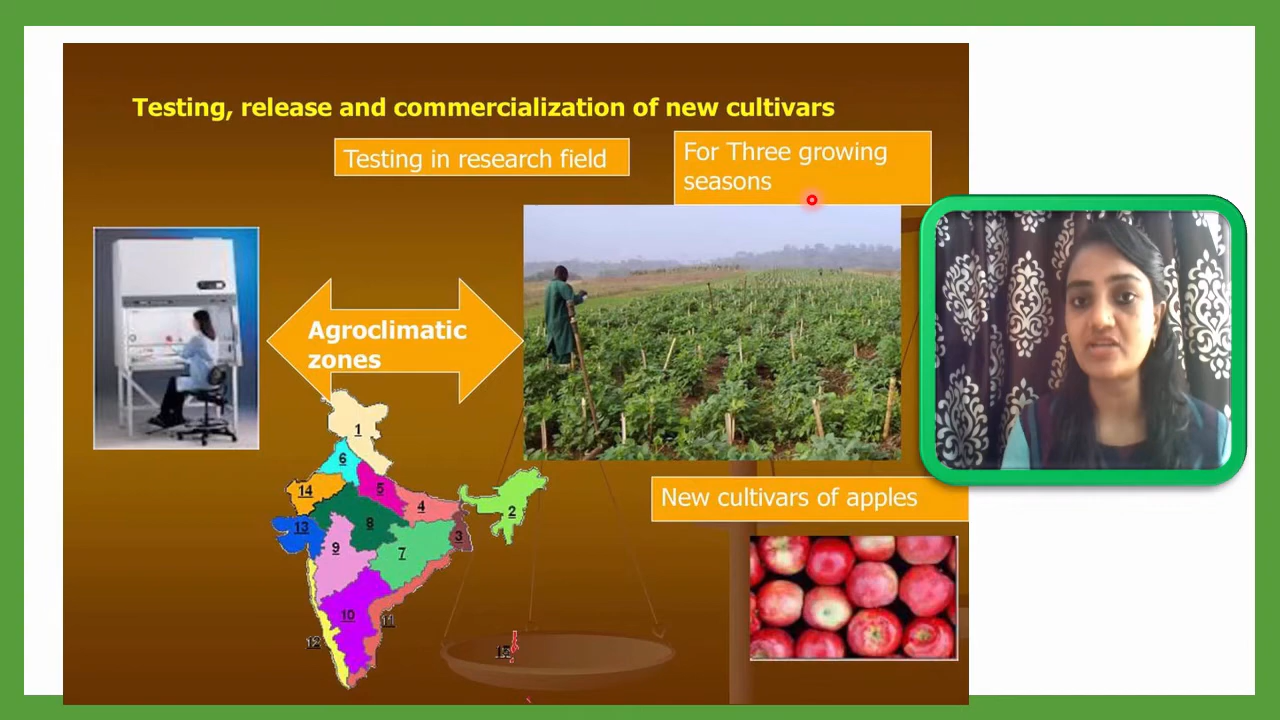 Testing, release and commercialization of new cultivars
Testing in research field
For Three growing
seasons
Agroclimatic
zones
1
6
14
5
4
2
13
8
3
9
7
10
11
12
15
New cultivars of apples